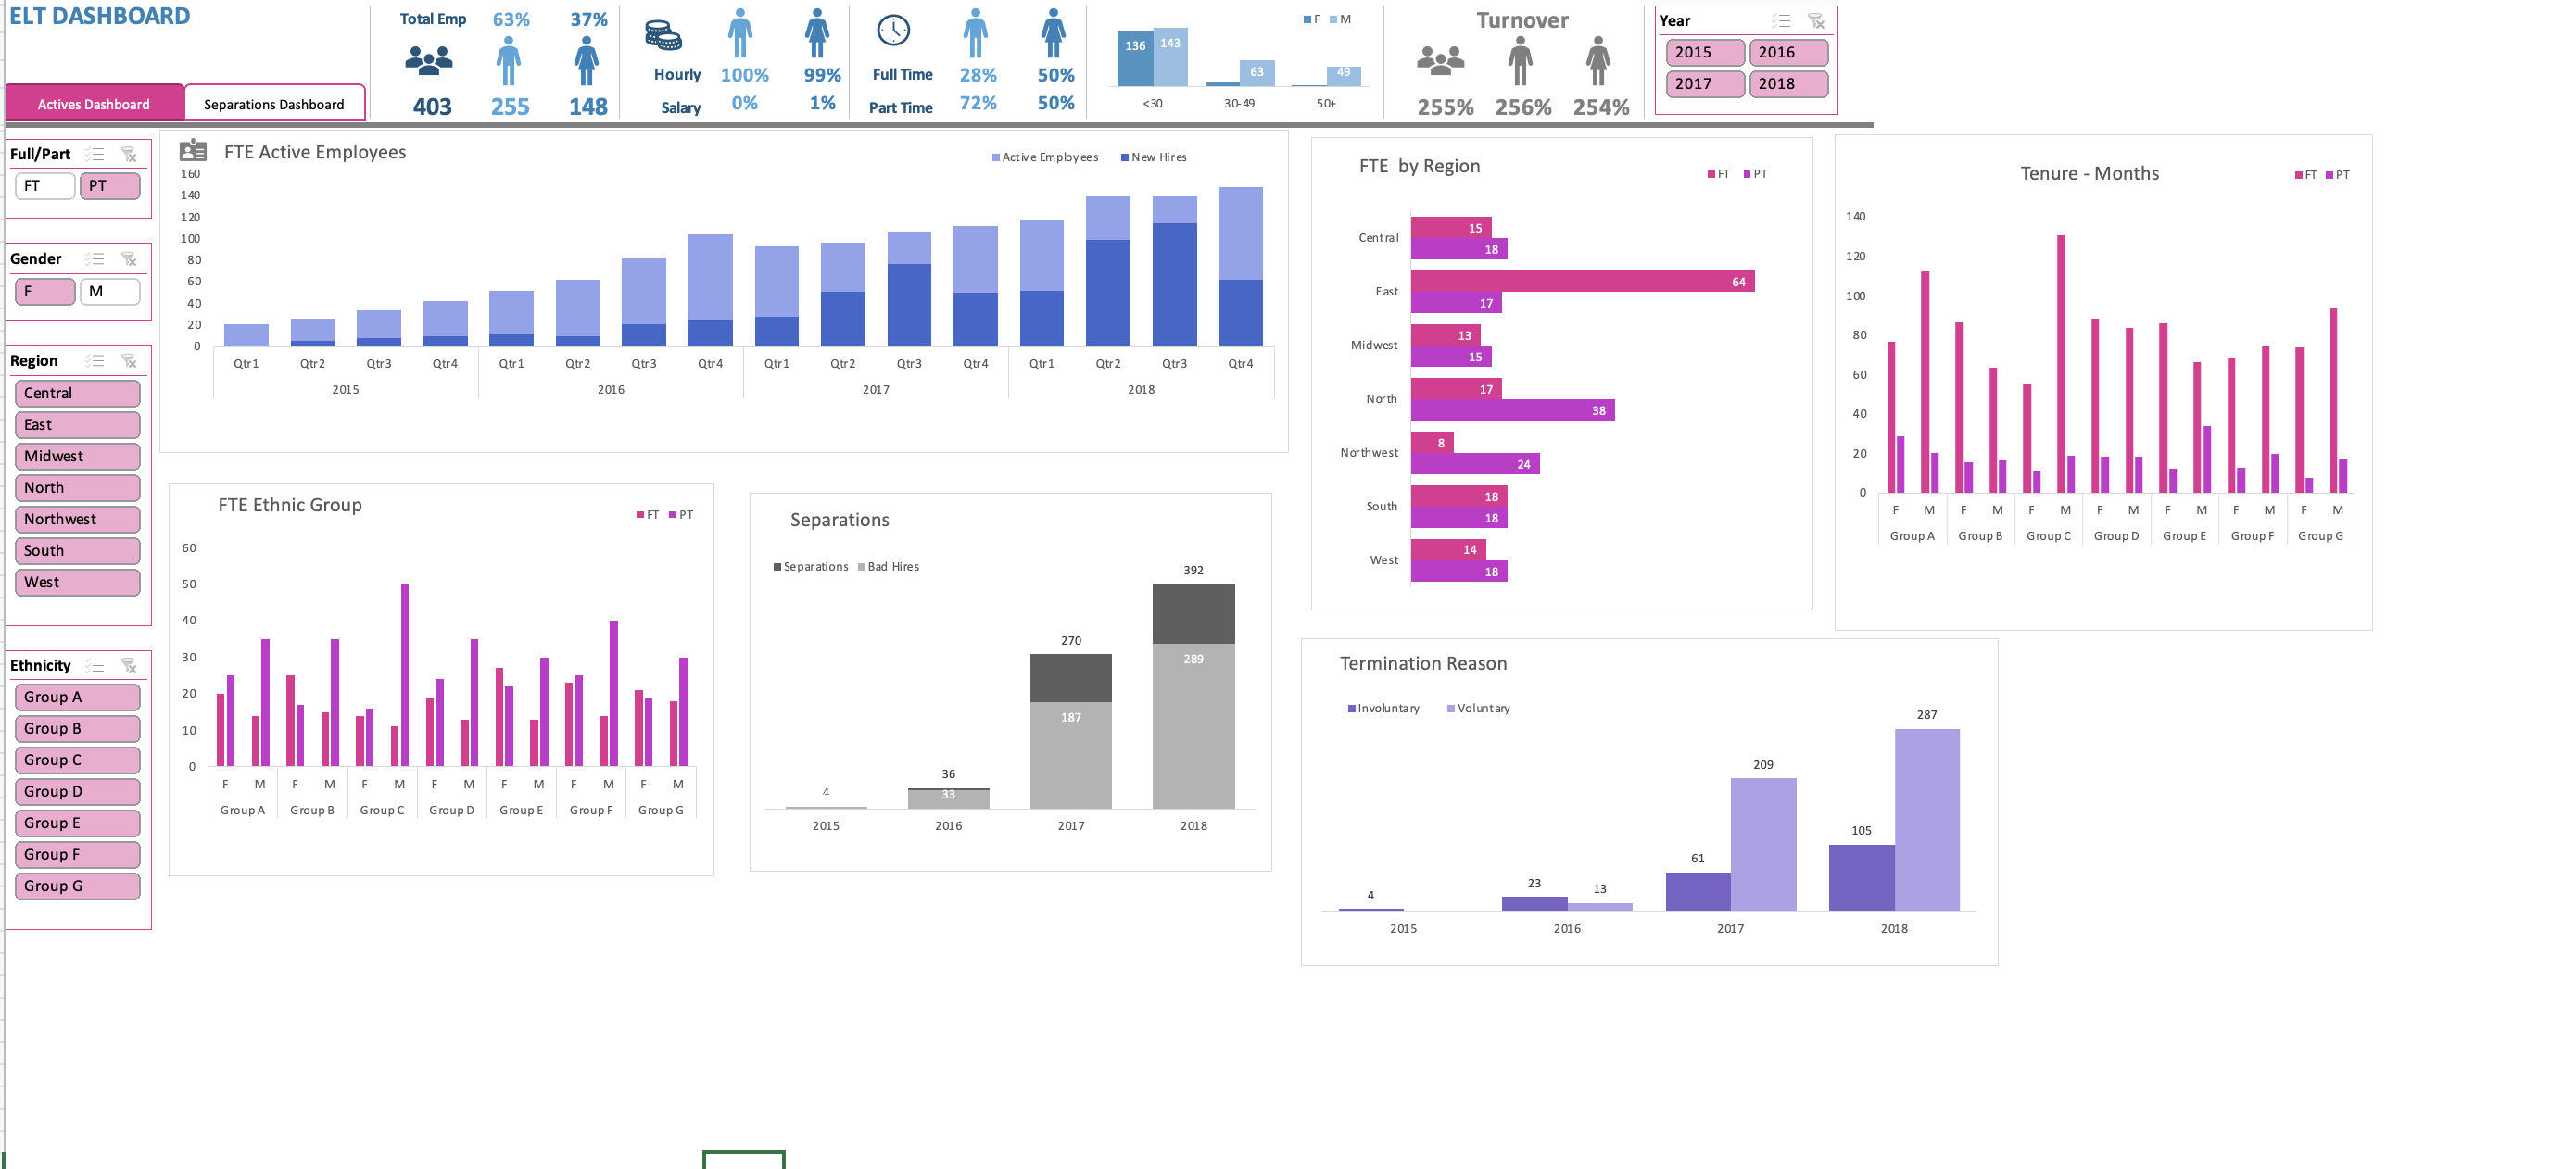 ELT DASHBOARD
Actives Dashboard
Separations Dashboard
Total Emp 63% 37%
403 255 148
Hourly 100% 99%
Salary 0% 1%
Full Time 28% 50%
Part Time 72% 50%
F M
136 143 63 49
<30 30-49 50+
Turnover
255% 256% 254%
Year
2015 2016
2017 2018
Full/Part
FT PT
Gender
F M
Region
Central
East
Midwest
North
Northwest
South
West
Ethnicity
Group A
Group B
Group C
Group D
Group E
Group F
Group G
FTE Active Employees
Active Employees New Hires
160
140
120
100
80
60
40
20
0
Qtr1 Qtr2 Qtr3 Qtr4 Qtr1 Qtr2 Qtr3 Qtr4 Qtr1 Qtr2 Qtr3 Qtr4 Qtr1 Qtr2 Qtr3 Qtr4
2015 2016 2017 2018
FTE by Region
FT PT
Central 15
18
East 64
17
Midwest 13
15
North 17
38
Northwest 8
24
South 18
18
West 14
18
Tenure - Months
FT PT
140
120
100
80
60
40
20
0
F M F M F M F M F M F M F M
Group A Group B Group C Group D Group E Group F Group G
FTE Ethnic Group
FT PT
60
50
40
30
20
10
0
F M F M F M F M F M F M F M
Group A Group B Group C Group D Group E Group F Group G
Separations
Separations Bad Hires
392
289
270
187
36
33
2015 2016 2017 2018
Termination Reason
Involuntary Voluntary
287
209
105
61
23 13
4
2015 2016 2017 2018